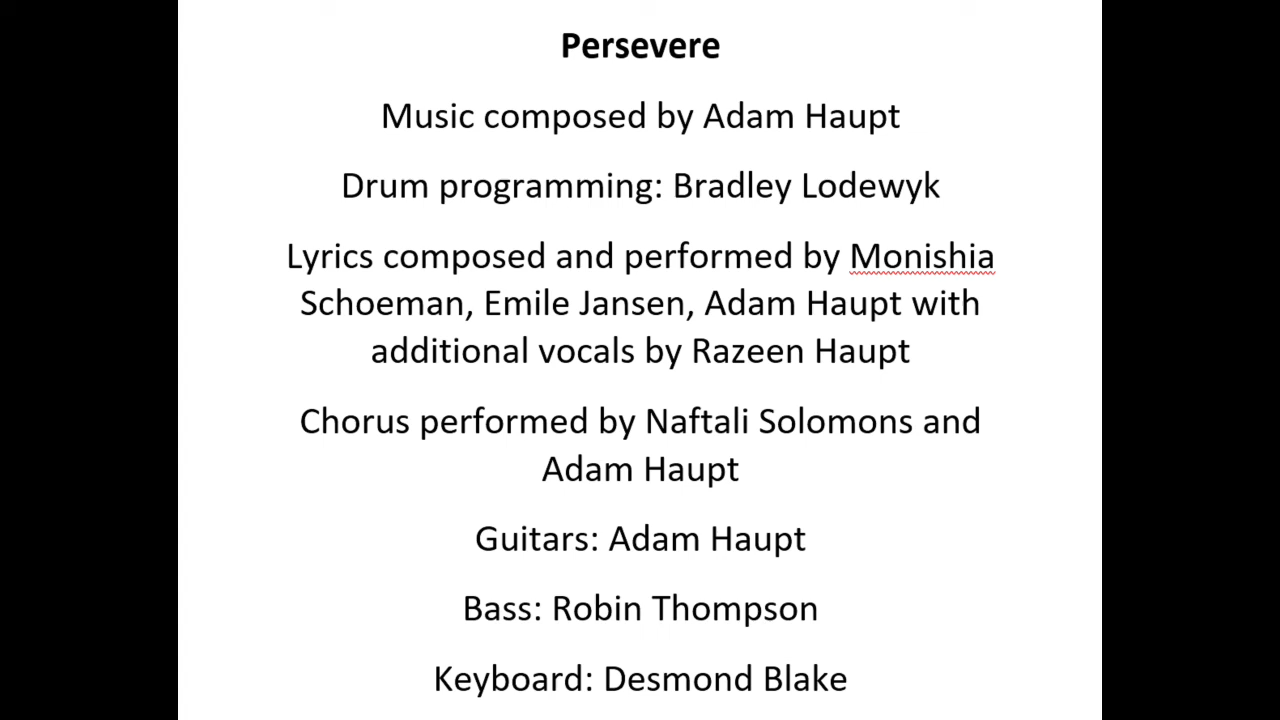 Persevere
Music composed by Adam Haupt
Drum programming: Bradley Lodewyk
Lyrics composed and performed by Monishia
Schoeman, Emile Jansen, Adam Haupt with
additional vocals by Razeen Haupt
Chorus performed by Naftali Solomons and
Adam Haupt
Guitars: Adam Haupt
Bass: Robin Thompson
Keyboard: Desmond Blake